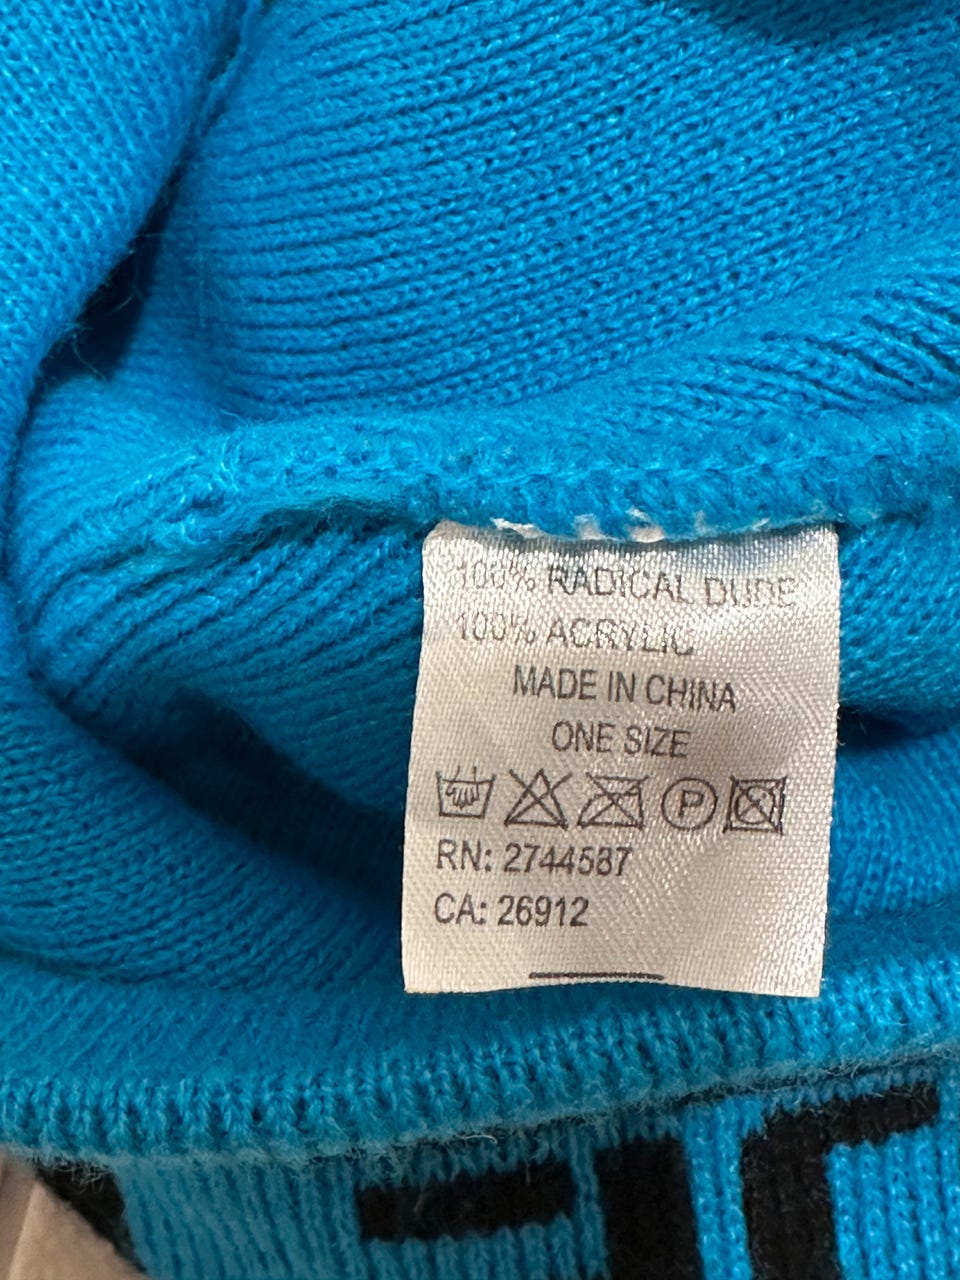 100% RADICAL DUDE
100% ACRYLIC
MADE IN CHINA
ONE SIZE
P
RN: 2744587
CA: 26912